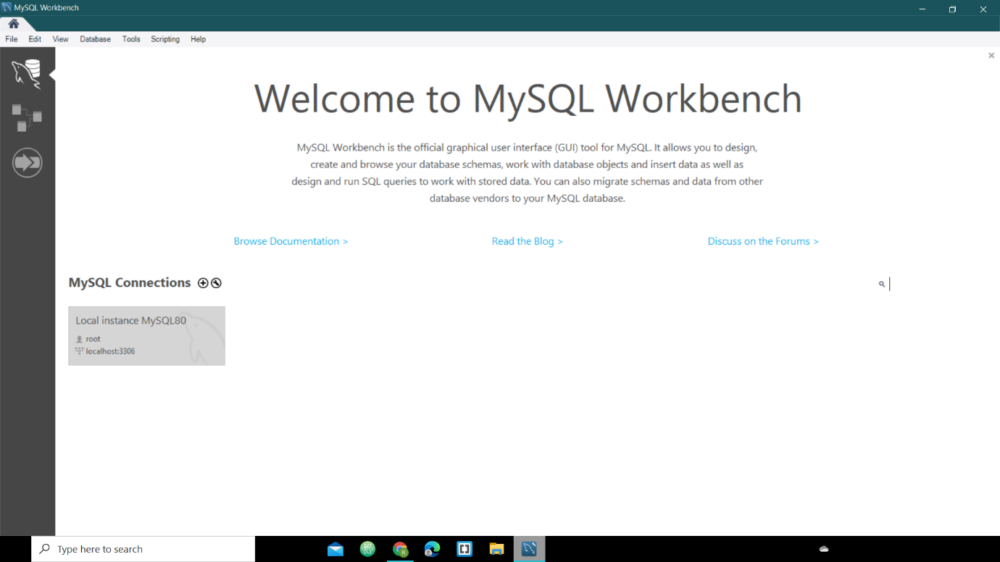 MySQL Workbench
File Edit View Database Tools Scripting Help
Welcome to MySQL Workbench
MySQL Workbench is the official graphical user interface (GUI) tool for MySQL. It allows you to design,
create and browse your database schemas, work with database objects and insert data as well as
design and run SQL queries to work with stored data. You can also migrate schemas and data from other
database vendors to your MySQL database.
Browse Documentation > Read the Blog > Discuss on the Forums >
MySQL Connections
Local instance MySQL80
root
localhost:3306
Type here to search